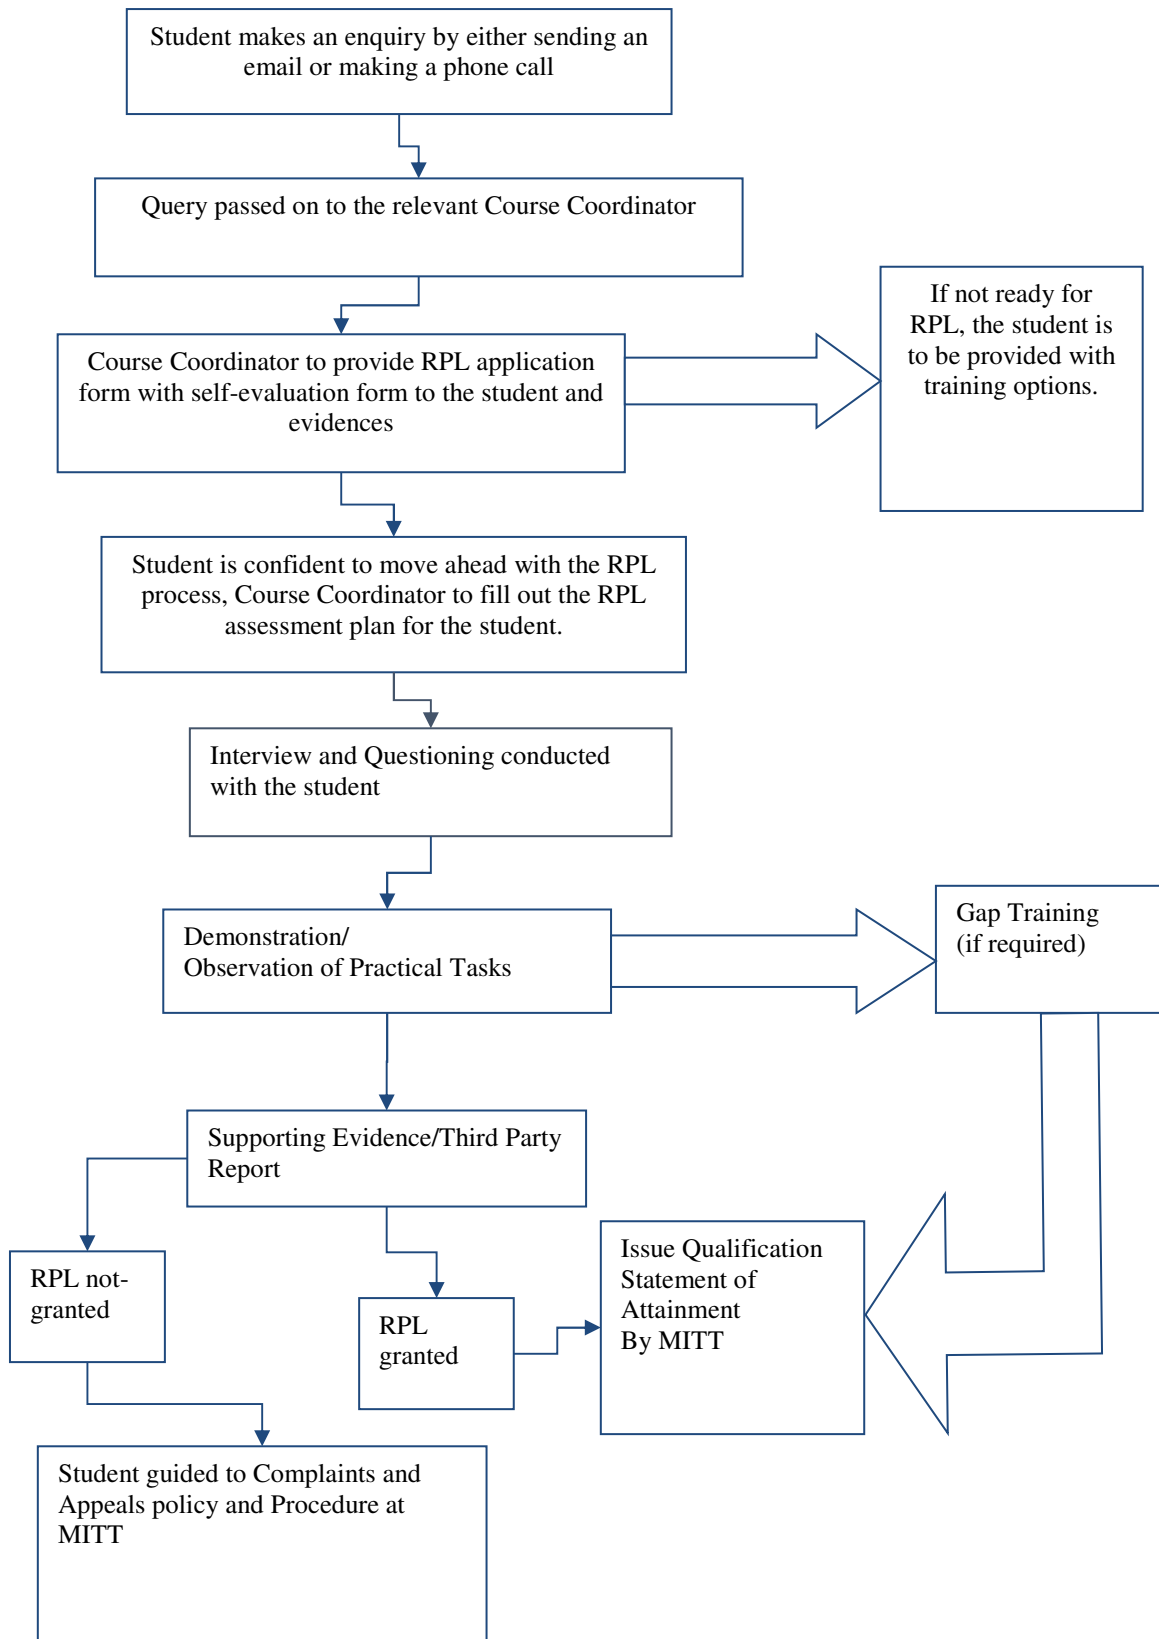 Student makes an enquiry by either sending an
email or making a phone call
Query passed on to the relevant Course Coordinator
If not ready for
RPL, the student is
to be provided with
training options.
Course Coordinator to provide RPL application
form with self-evaluation form to the student and
evidences
Student is confident to move ahead with the RPL
process, Course Coordinator to fill out the RPL
assessment plan for the student.
Interview and Questioning conducted
with the student
Demonstration/
Observation of Practical Tasks
Gap Training
(if required)
Supporting Evidence/Third Party
Report
RPL not-
granted
RPL
granted
Issue Qualification
Statement of
Attainment
By MITT
Student guided to Complaints and
Appeals policy and Procedure at
MITT